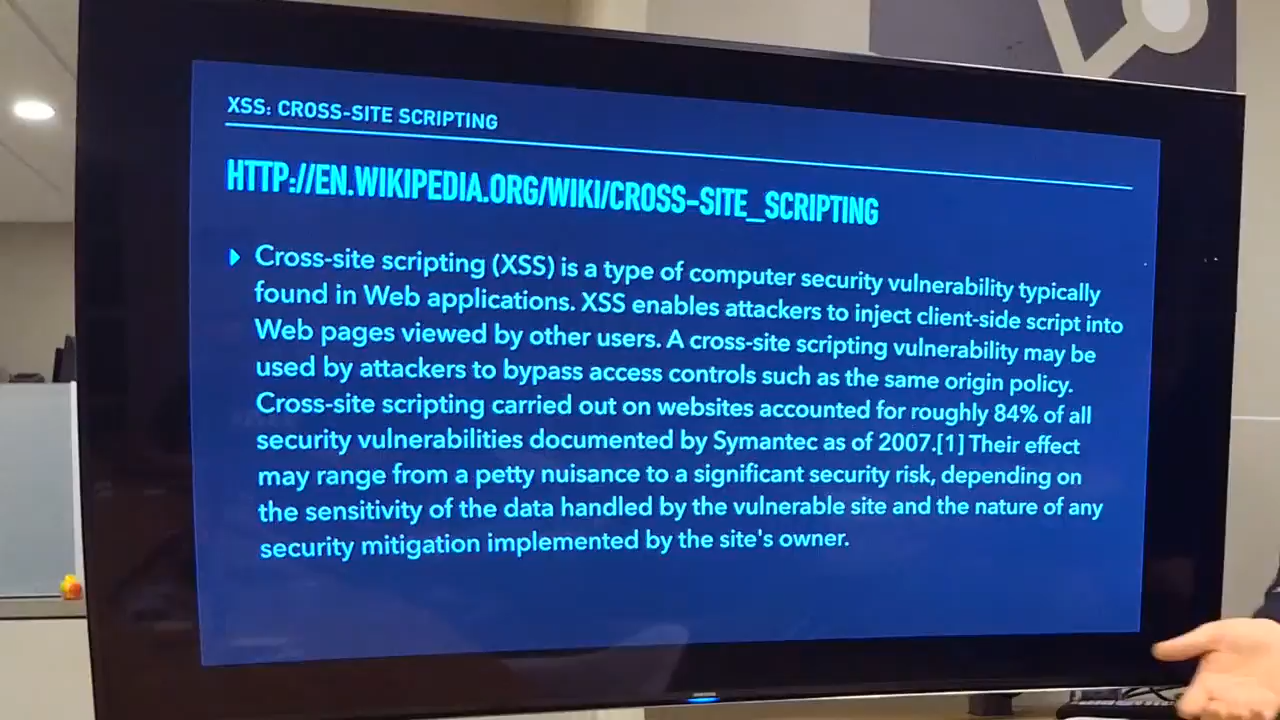 XSS: CROSS-SITE SCRIPTING
HTTP://EN.WIKIPEDIA.ORG/WIKI/CROSS-SITE_SCRIPTING
Cross-site scripting (XSS) is a type of computer security vulnerability typically
found in Web applications. XSS enables attackers to inject client-side script into
Web pages viewed by other users. A cross-site scripting vulnerability may be
used by attackers to bypass access controls such as the same origin policy.
Cross-site scripting carried out on websites accounted for roughly 84% of all
security vulnerabilities documented by Symantec as of 2007.[1] Their effect
may range from a petty nuisance to a significant security risk, depending on
the sensitivity of the data handled by the vulnerable site and the nature of any
security mitigation implemented by the site's owner.